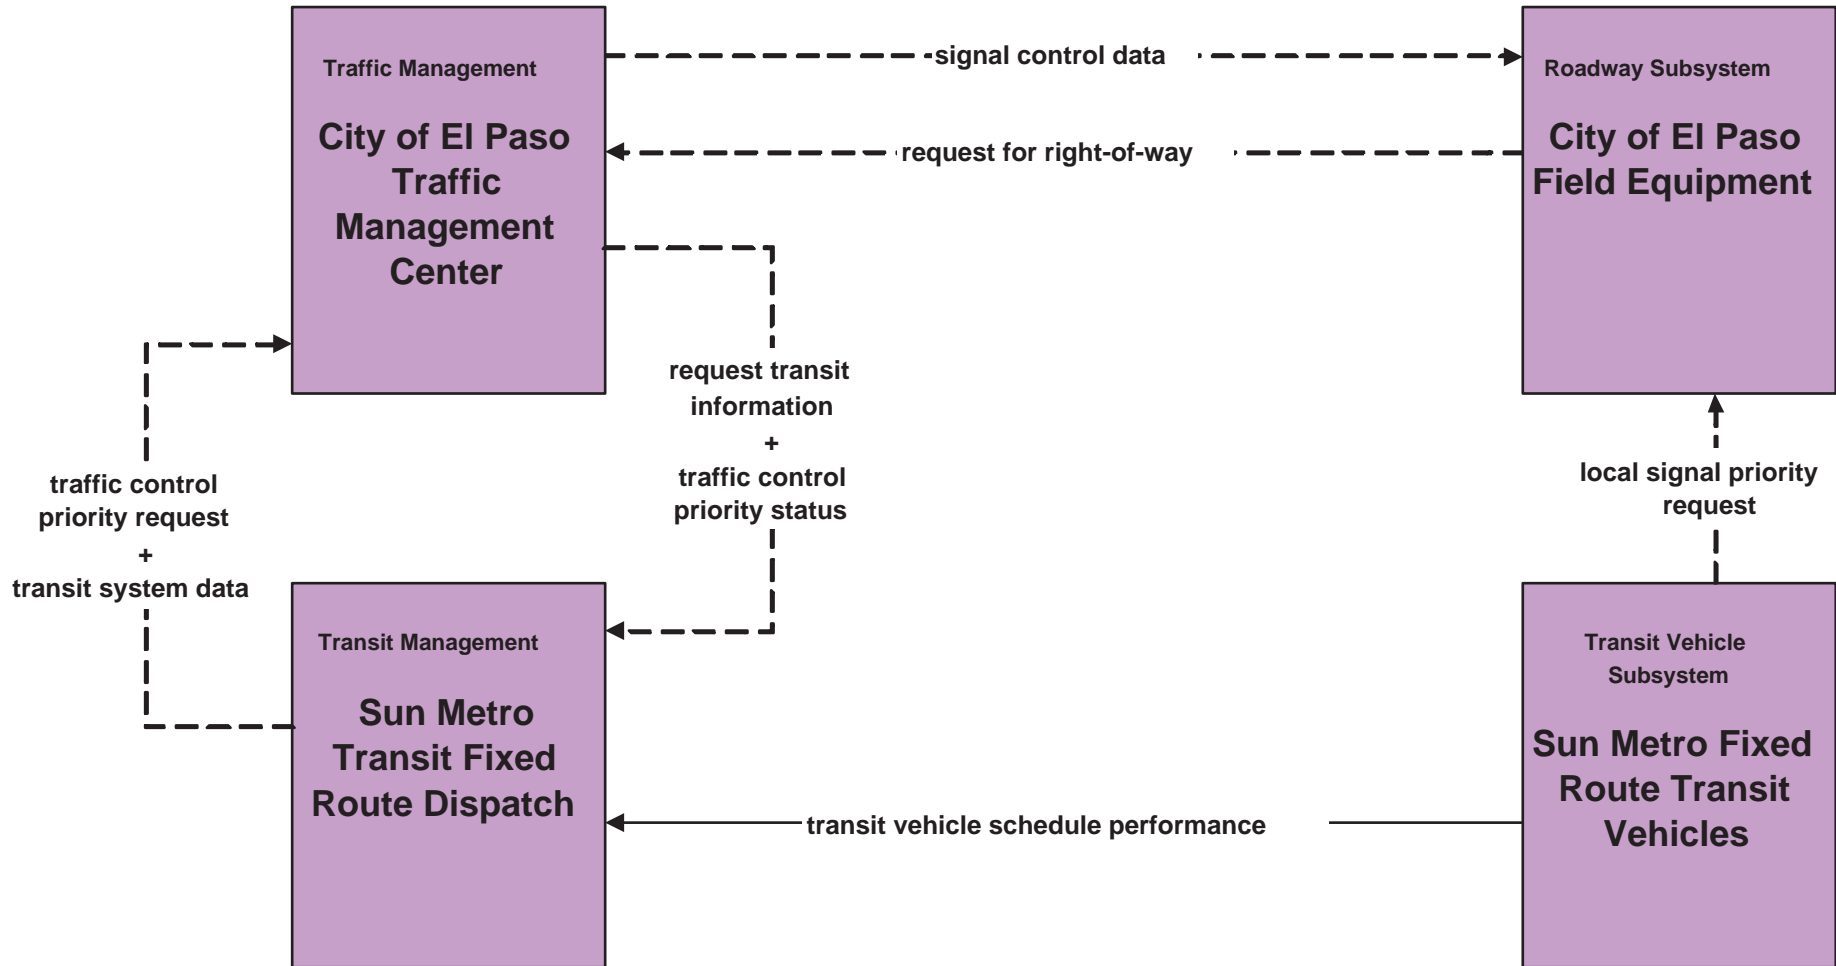 Traffic Management
City of El Paso
Traffic
Management
Center
signal control data
request for right-of-way
Roadway Subsystem
City of El Paso
Field Equipment
request transit
information
+
traffic control
priority status
traffic control
priority request
+
transit system data
local signal priority
request
Transit Management
Sun Metro
Transit Fixed
Route Dispatch
transit vehicle schedule performance
Transit Vehicle
Subsystem
Sun Metro Fixed
Route Transit
Vehicles